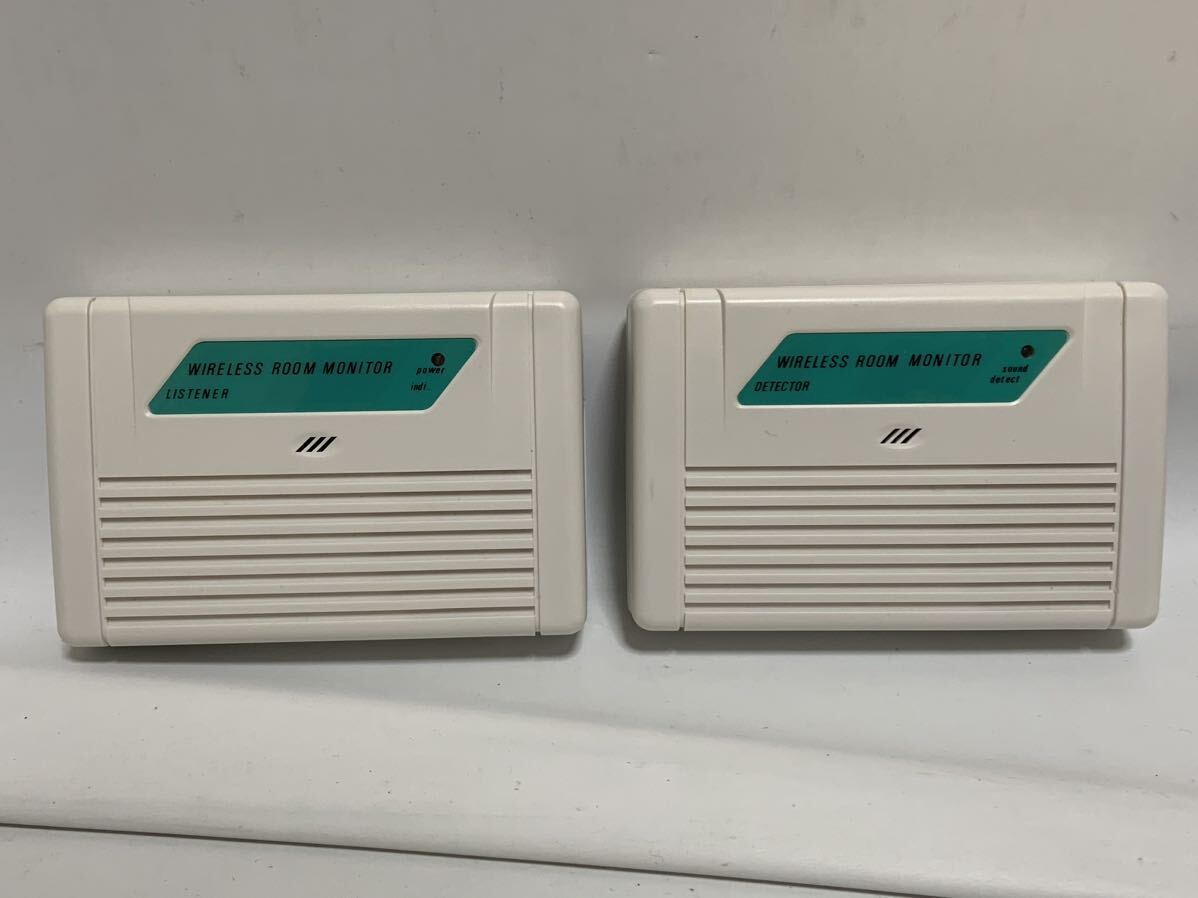 WIRELESS ROOM MONITOR
power
LISTENER
indi..
WIRELESS ROOM MONITOR
sound
DETECTOR
detect